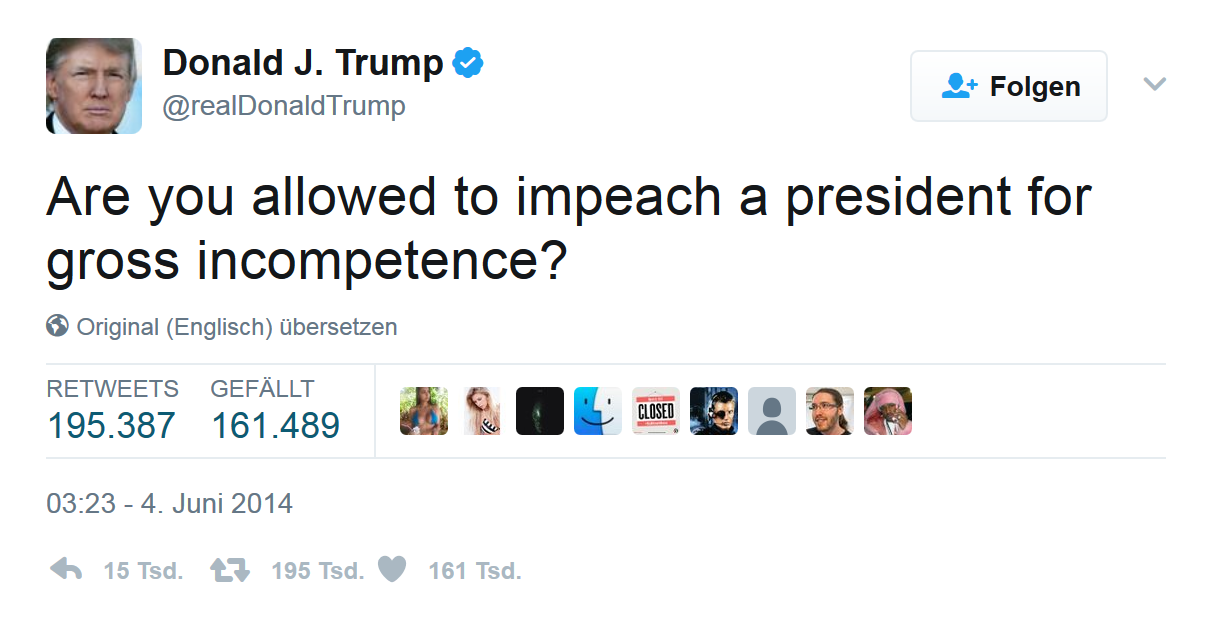 Donald J. Trump
@realDonaldTrump
Folgen
Are you allowed to impeach a president for
gross incompetence?
Original (Englisch) übersetzen
RETWEETS GEFÄLLT
195.387 161.489
CLOSED
03:23 - 4. Juni 2014
15 Tsd. 195 Tsd. 161 Tsd.